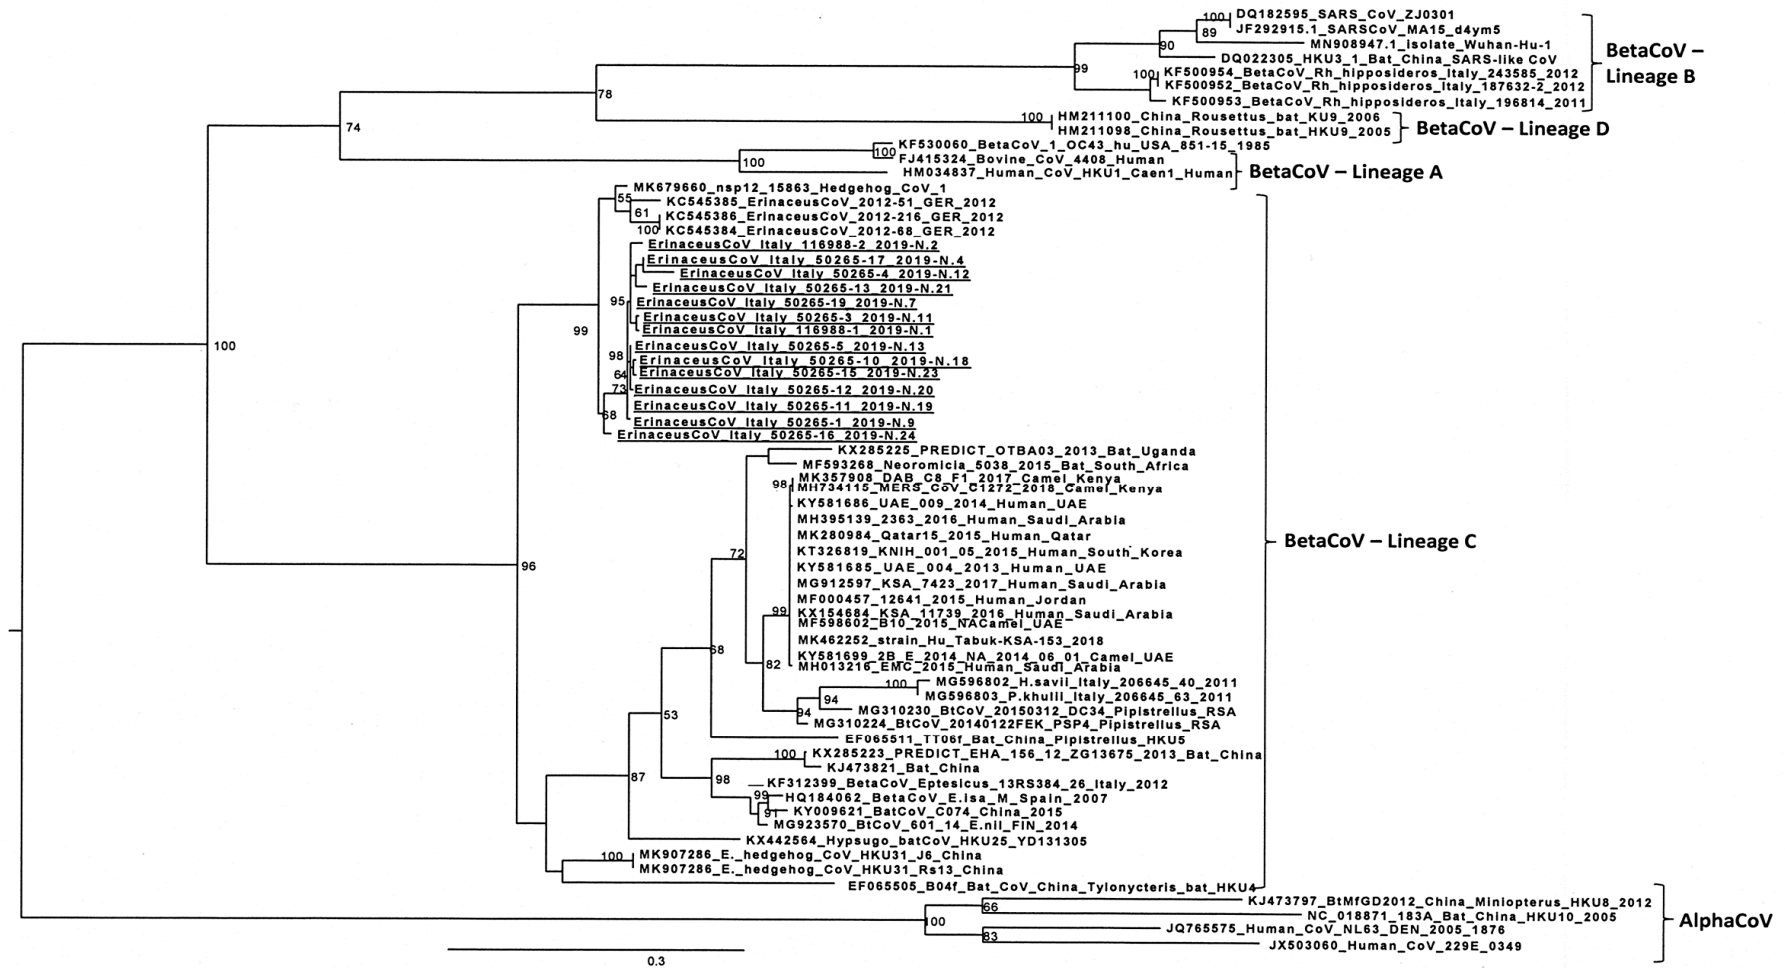 100
DQ182595_SARS_CoV_ZJ0301
89
JF292915.1_SARSCoV_MA15_d4ym5
90
MN908947.1_isolate_Wuhan-Hu-1
DQ022305_HKU3_1_Bat_China_SARS-like CoV
99
100
KF500954_BetaCoV_Rh_hipposideros_Italy_243585_2012
KF500952_BetaCoV_Rh_hipposideros_Italy_187632-2_2012
KF500953_BetaCoV_Rh_hipposideros_Italy_196814_2011
BetaCoV –
Lineage B
78
100
HM211100_China_Rousettus_bat_KU9_2006
HM211098_China_Rousettus_bat_HKU9_2005
BetaCoV – Lineage D
74
100
100
KF530060_BetaCoV_1_OC43_hu_USA_851-15_1985
FJ415324_Bovine_CoV_4408_Human
HM034837_Human_CoV_HKU1_Caen1_Human
BetaCoV – Lineage A
55
MK679660_nsp12_15863_Hedgehog_CoV_1
KC545385_ErinaceusCoV_2012-51_GER_2012
61
KC545386_ErinaceusCoV_2012-216_GER_2012
100
KC545384_ErinaceusCoV_2012-68_GER_2012
ErinaceusCoV_Italy_116988-2_2019-N.2
ErinaceusCoV_Italy_50265-17_2019-N.4
ErinaceusCoV_Italy_50265-4_2019-N.12
ErinaceusCoV_Italy_50265-13_2019-N.21
95
ErinaceusCoV_Italy_50265-19_2019-N.7
ErinaceusCoV_Italy_50265-3_2019-N.11
99
ErinaceusCoV_Italy_116988-1_2019-N.1
100
ErinaceusCoV_Italy_50265-5_2019-N.13
98
ErinaceusCoV_Italy_50265-10_2019-N.18
64
ErinaceusCoV_Italy_50265-15_2019-N.23
73
ErinaceusCoV_Italy_50265-12_2019-N.20
ErinaceusCoV_Italy_50265-11_2019-N.19
68
ErinaceusCoV_Italy_50265-1_2019-N.9
ErinaceusCoV_Italy_50265-16_2019-N.24
KX285225_PREDICT_OTBA03_2013_Bat_Uganda
MF593268_Neoromicia_5038_2015_Bat_South_Africa
98
MK357908_DAB_C8_F1_2017_Camel_Kenya
MH734115_MERS_CoV_C1272_2018_Camel_Kenya
KY581686_UAE_009_2014_Human_UAE
MH395139_2363_2016_Human_Saudi_Arabia
MK280984_Qatar15_2015_Human_Qatar
BetaCoV – Lineage C
72
KT326819_KNIH_001_05_2015_Human_South_Korea
96
KY581685_UAE_004_2013_Human_UAE
MG912597_KSA_7423_2017_Human_Saudi_Arabia
MF000457_12641_2015_Human_Jordan
99
KX154684_KSA_11739_2016_Human_Saudi_Arabia
MF598602_B10_2015_NACamel_UAE
MK462252_strain_Hu_Tabuk-KSA-153_2018
68
KY581699_2B_E_2014_NA_2014_06_01_Camel_UAE
82
MH013216_EMC_2015_Human_Saudi_Arabia
100
MG596802_H.savii_Italy_206645_40_2011
94
MG596803_P.khulii_Italy_206645_63_2011
94
MG310230_BtCoV_20150312_DC34_Pipistrellus_RSA
53
MG310224_BtCoV_20140122FEK_PSP4_Pipistrellus_RSA
EF065511_TT06f_Bat_China_Pipistrellus_HKU5
100
KX285223_PREDICT_EHA_156_12_ZG13675_2013_Bat_China
KJ473821_Bat_China
87
98
KF312399_BetaCoV_Eptesicus_13RS384_26_Italy_2012
99
HQ184062_BetaCoV_E.isa_M_Spain_2007
91
KY009621_BatCoV_C074_China_2015
MG923570_BtCoV_601_14_E.nil_FIN_2014
KX442564_Hypsugo_batCoV_HKU25_YD131305
100
MK907286_E._hedgehog_CoV_HKU31_J6_China
MK907286_E._hedgehog_CoV_HKU31_Rs13_China
EF065505_B04f_Bat_CoV_China_Tylonycteris_bat_HKU4
66
KJ473797_BtMfGD2012_China_Miniopterus_HKU8_2012
100
NC_018871_183A_Bat_China_HKU10_2005
83
JQ765575_Human_CoV_NL63_DEN_2005_1876
JX503060_Human_CoV_229E_0349
AlphaCoV
0.3